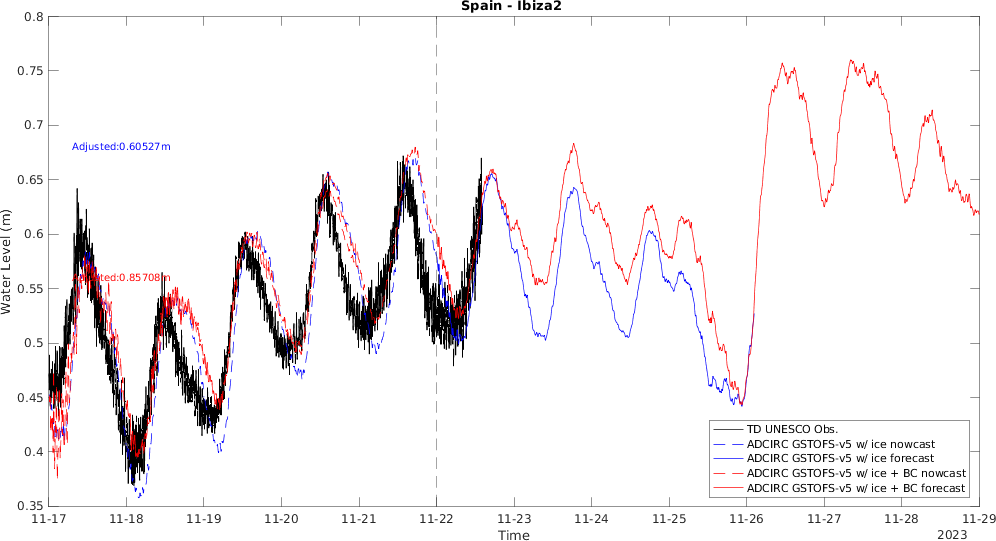 Spain - Ibiza2
0.8
0.75
0.7
0.65
0.6
0.55
0.5
0.45
0.4
0.35
Water Level (m)
Adjusted:0.60527m
Adjusted:0.85708m
TD UNESCO Obs.
ADCIRC GSTOFS-v5 w/ ice nowcast
ADCIRC GSTOFS-v5 w/ ice forecast
ADCIRC GSTOFS-v5 w/ ice + BC nowcast
ADCIRC GSTOFS-v5 w/ ice + BC forecast
11-17 11-18 11-19 11-20 11-21 11-22 11-23 11-24 11-25 11-26 11-27 11-28 11-29
Time
2023